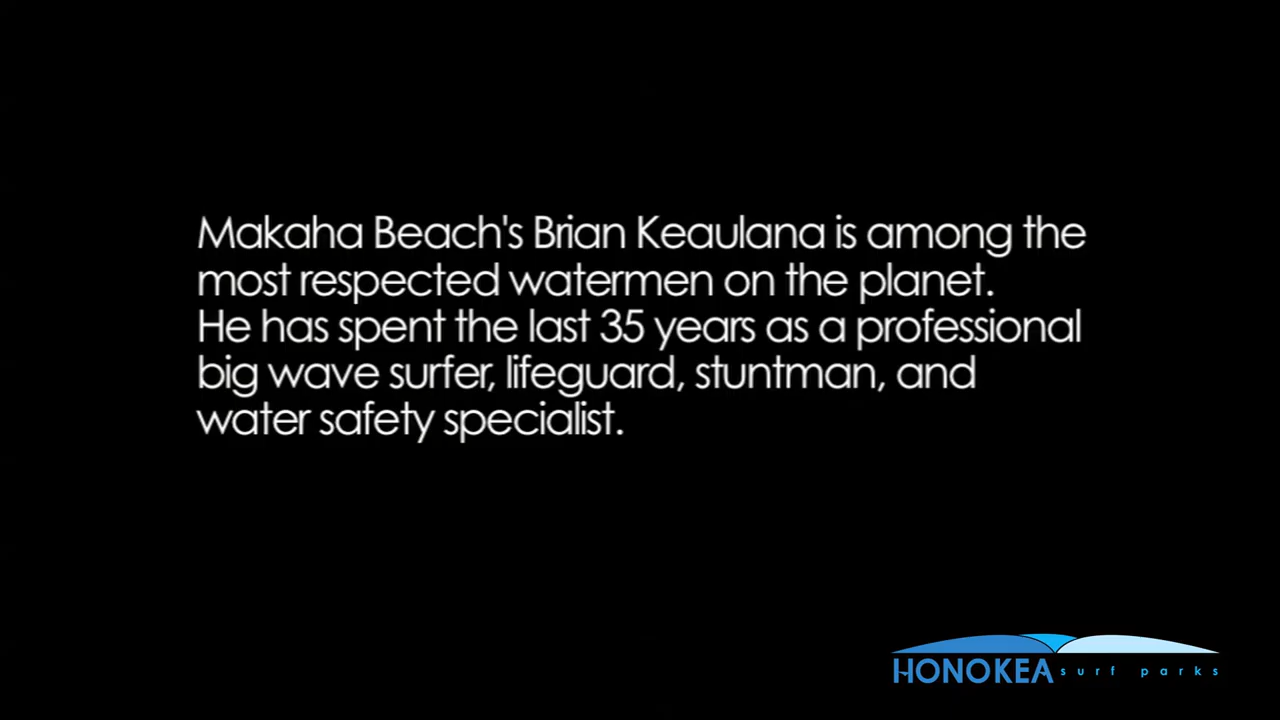 Makaha Beach's Brian Keaulana is among the
most respected watermen on the planet.
He has spent the last 35 years as a professional
big wave surfer, lifeguard, stuntman, and
water safety specialist.
HONOKEA surf parks